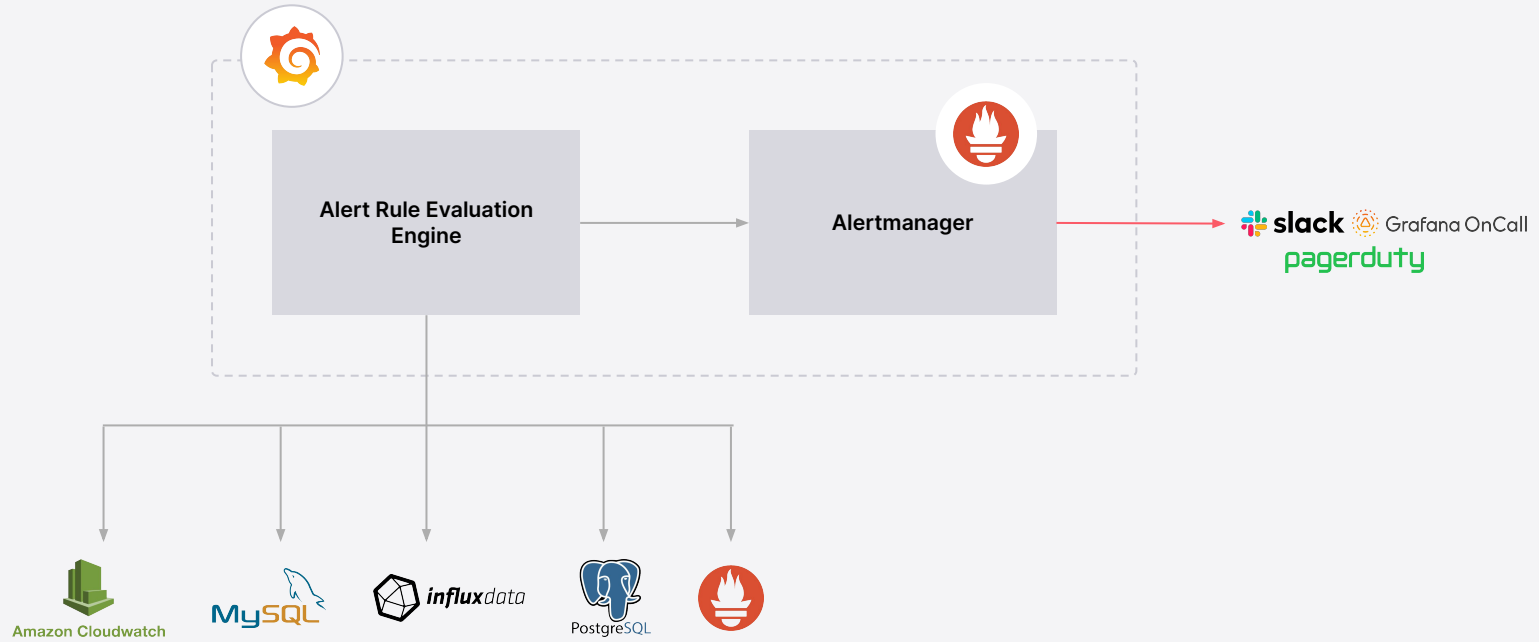 Alert Rule Evaluation
Engine
Alertmanager
slack Grafana OnCall
pagerduty
Amazon Cloudwatch
MySQL
influxdata
PostgreSQL